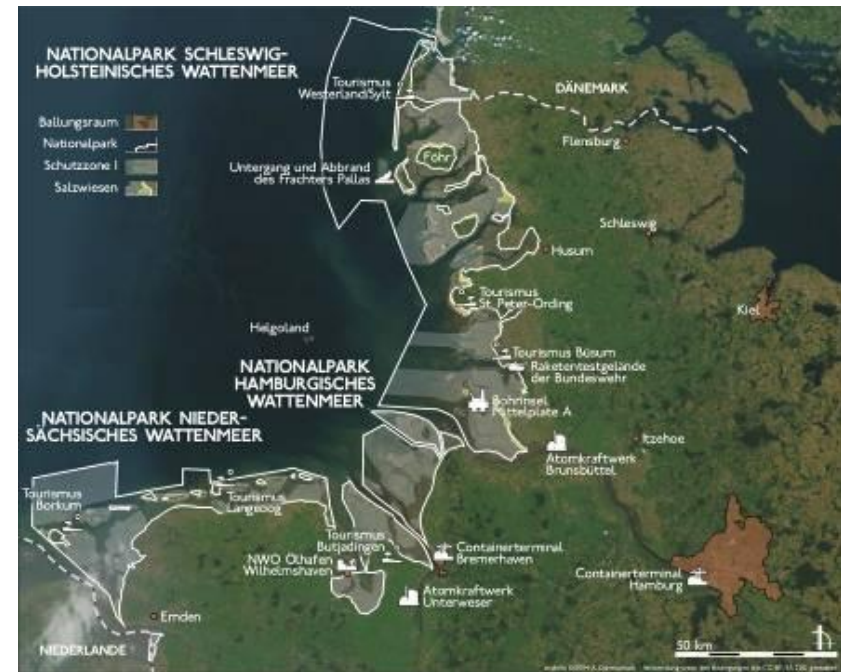 NATIONALPARK SCHLESWIG-
HOLSTEINISCHES WATTENMEER
Ballungsraum
Nationalpark
Schutzzone I
Salzwiesen
Tourismus
Westerland/Sylt
DÄNEMARK
Flensburg
Föhr
Untergang und Abbrand
des Frachters Pallas
Schleswig
Husum
Tourismus
St. Peter-Ording
Kiel
Helgoland
Tourismus Büsum
Raketentestgelände
der Bundeswehr
NATIONALPARK
HAMBURGISCHES
WATTENMEER
Bohrinsel
Mittelplate A
NATIONALPARK NIEDER-
SÄCHSISCHES WATTENMEER
Itzehoe
Atomkraftwerk
Brunsbüttel
Tourismus
Borkum
Tourismus
Langeoog
Tourismus
Butjadingen
Containerterminal
Bremerhaven
NWO Ölhafen
Wilhelmshaven
Containerterminal
Hamburg
Atomkraftwerk
Unterweser
Emden
NIEDERLANDE
50 km